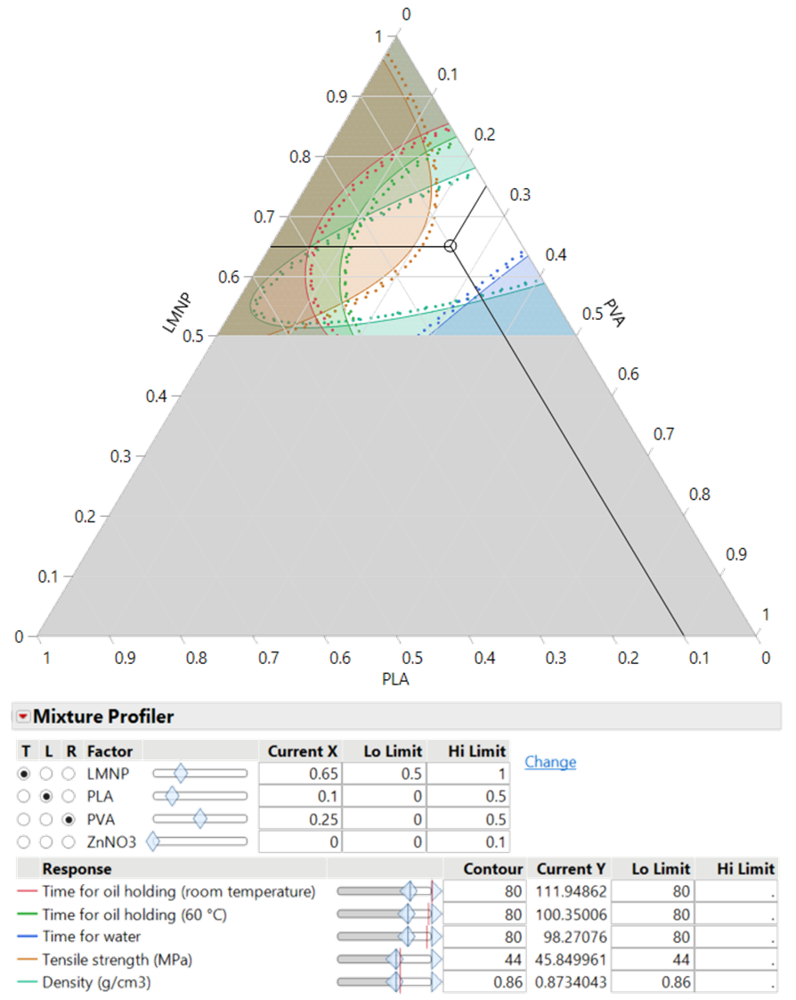 0
1
0.1
0.9
0.2
0.8
0.3
0.7
0.4
0.6
LMNP
PVA
0.5
0.5
0.6
0.4
0.7
0.3
0.8
0.2
0.9
0.1
1
0
1 0.9 0.8 0.7 0.6 0.5 0.4 0.3 0.2 0.1 0
PLA
Mixture Profiler
T L R Factor Current X Lo Limit Hi Limit
LMNP 0.65 0.5 1
Change
PLA 0.1 0 0.5
PVA 0.25 0 0.5
ZnNO3 0 0 0.1
Response Contour Current Y Lo Limit Hi Limit
Time for oil holding (room temperature) 80 111.94862 80 .
Time for oil holding (60 °C) 80 100.35006 80 .
Time for water 80 98.27076 80 .
Tensile strength (MPa) 44 45.849961 44 .
Density (g/cm3) 0.86 0.8734043 0.86 .